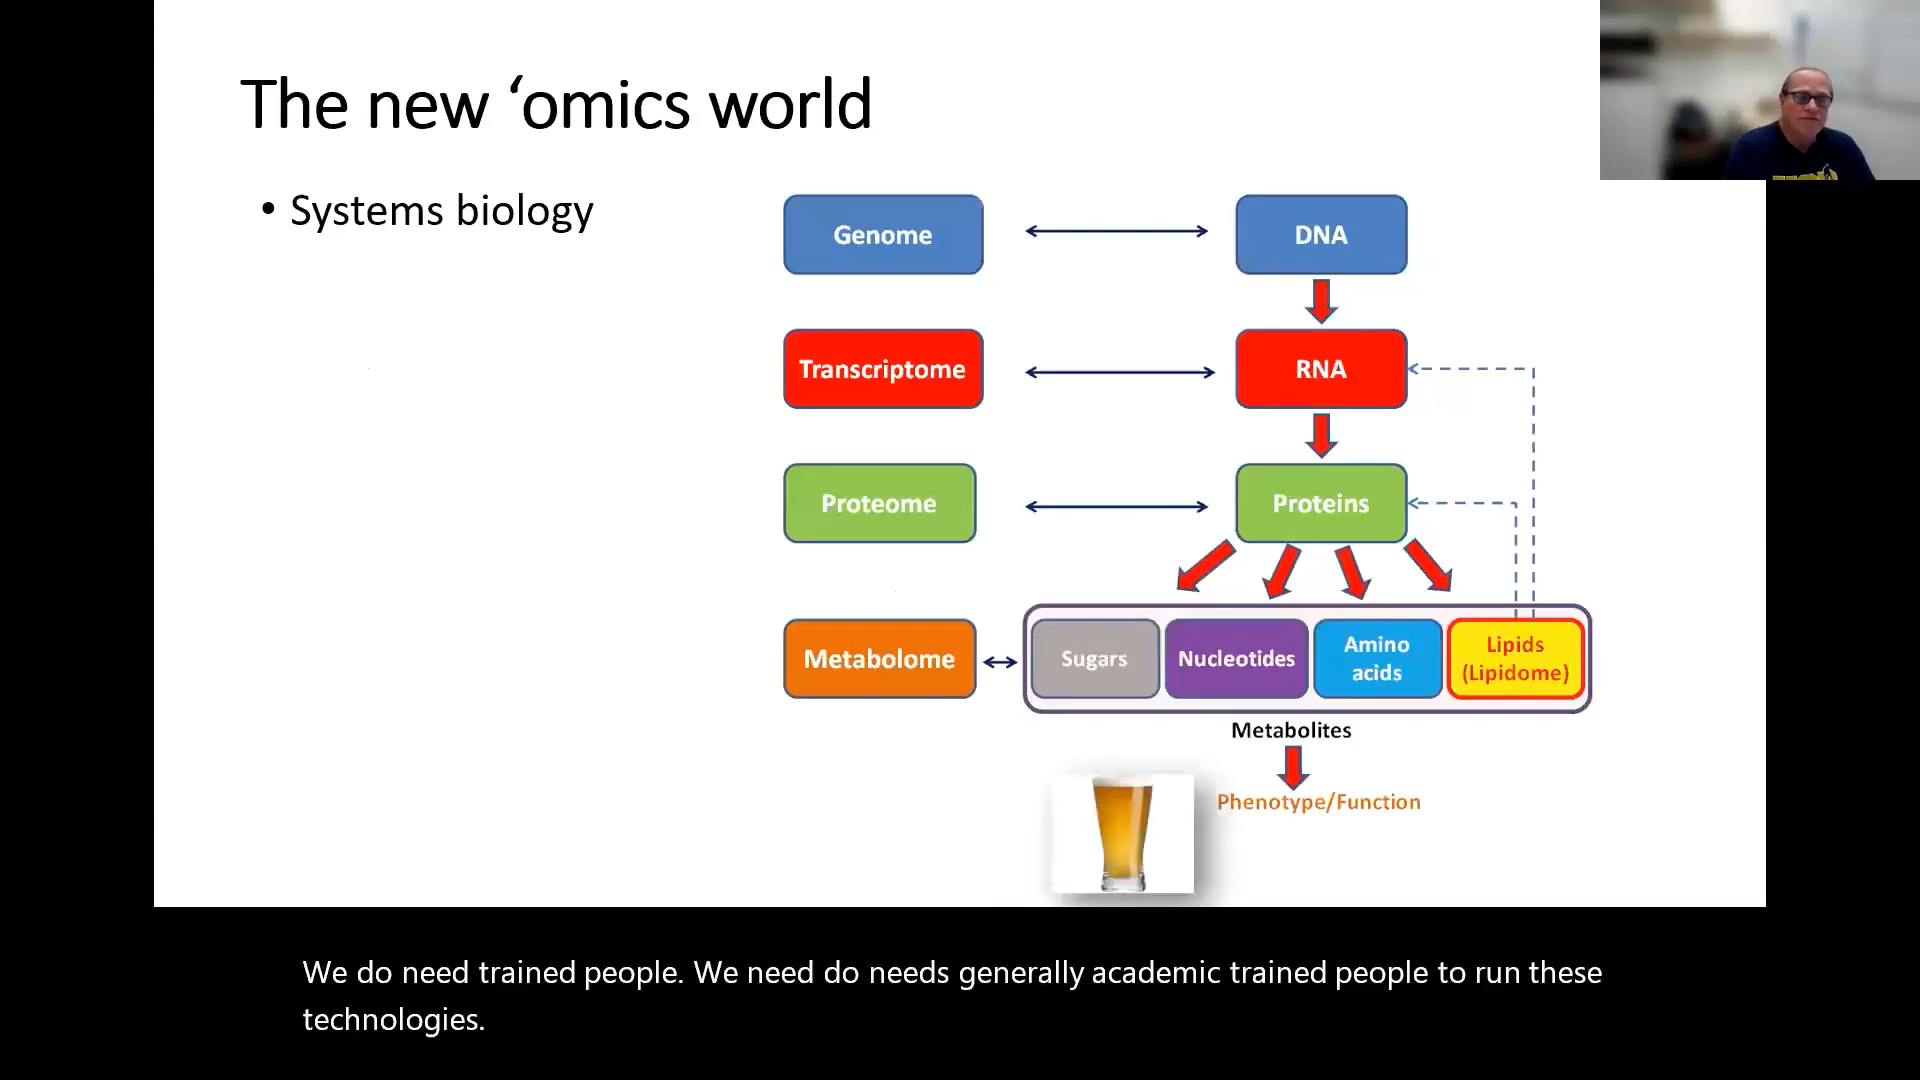 The new ‘omics world
• Systems biology
Genome
DNA
Transcriptome
RNA
Proteome
Proteins
Metabolome
Sugars
Nucleotides
Amino
acids
Lipids
(Lipidome)
Metabolites
Phenotype/Function
We do need trained people. We need do needs generally academic trained people to run these
technologies.